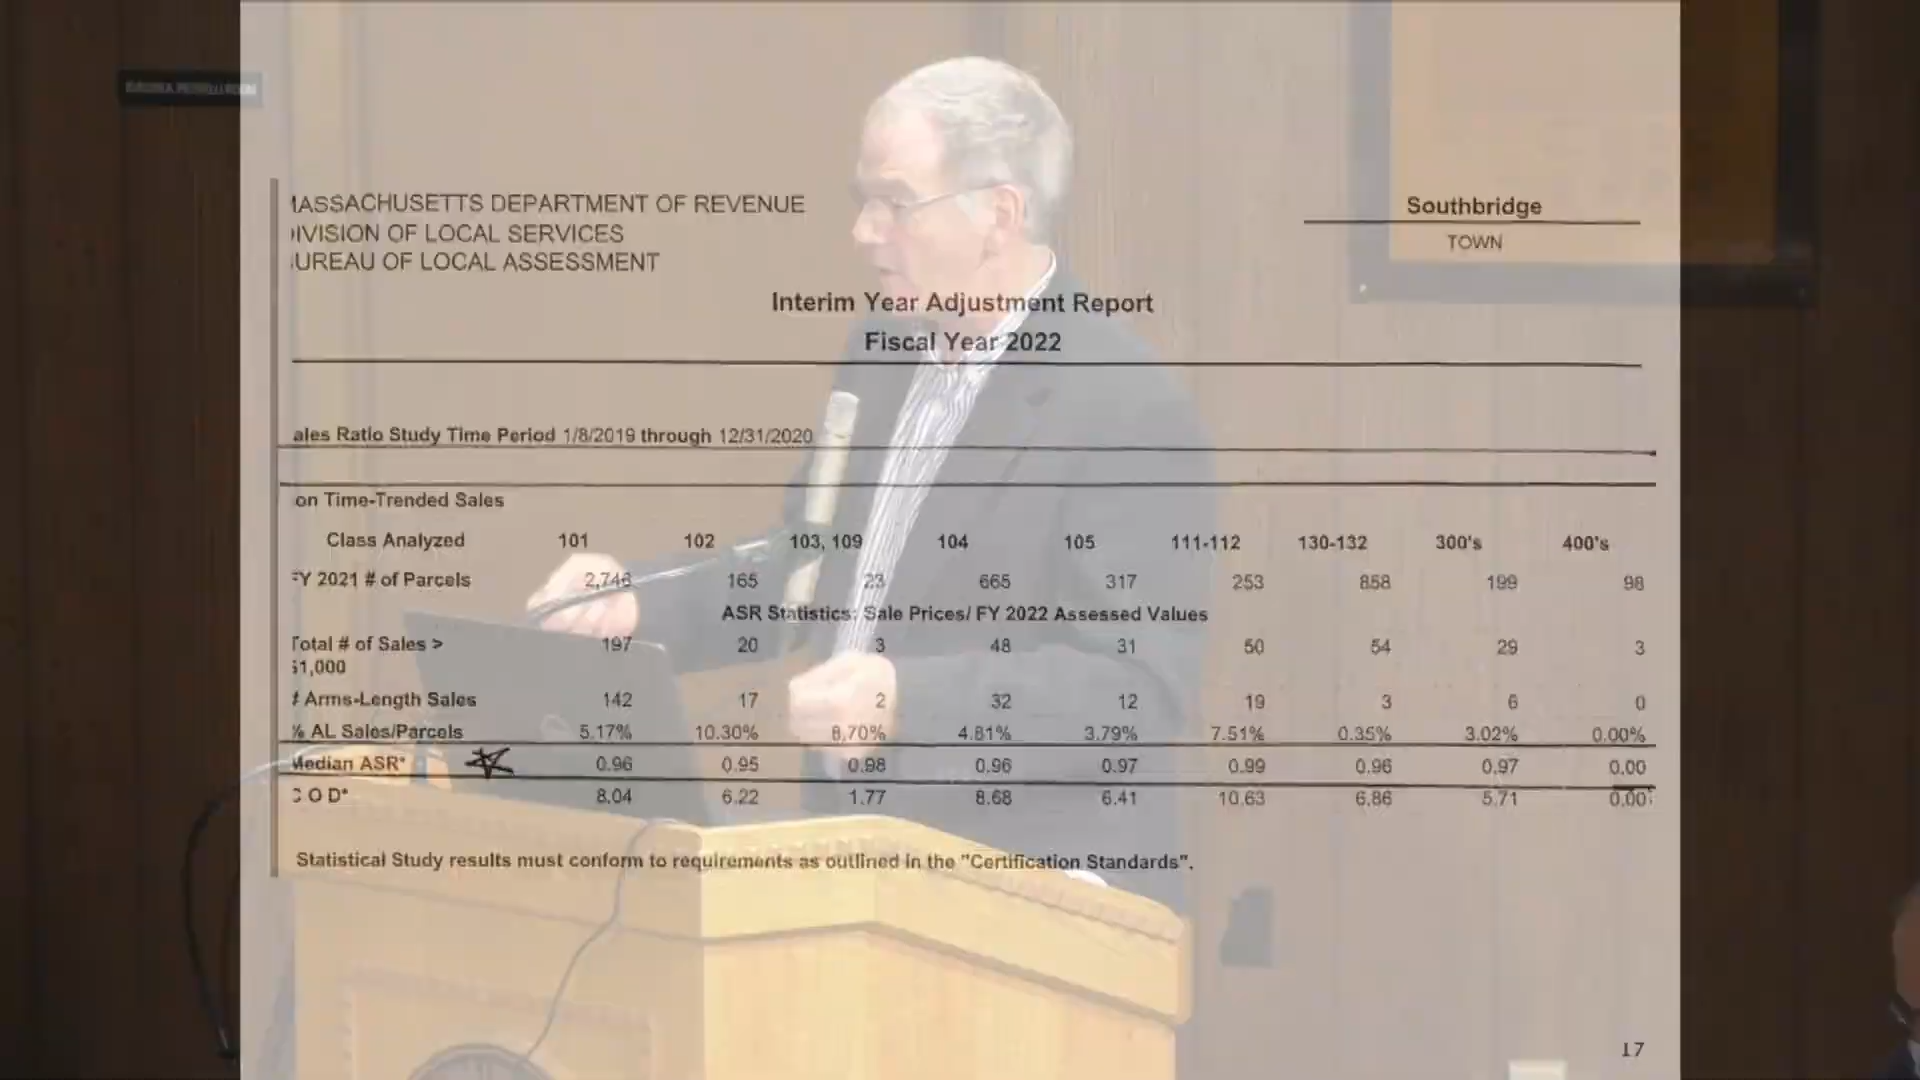 IASSACHUSETTS DEPARTMENT OF REVENUE
IVISION OF LOCAL SERVICES
UREAU OF LOCAL ASSESSMENT
Southbridge
TOWN
Interim Year Adjustment Report
Fiscal Year 2022
ales Ratio Study Time Period 1/8/2019 through 12/31/2020
on Time-Trended Sales
Class Analyzed 101 102 103, 109 104 105 111-112 130-132 300's 400's
FY 2021 # of Parcels 2,746 165 23 665 317 253 858 199 98
ASR Statistics: Sale Prices/ FY 2022 Assessed Values
Total # of Sales > 197 20 3 48 31 50 54 29 3
$1,000
# Arms-Length Sales 142 17 2 32 12 19 3 6 0
% AL Sales/Parcels 5.17% 10.30% 8.70% 4.81% 3.79% 7.51% 0.35% 3.02% 0.00%
Median ASR* 0.96 0.95 0.98 0.96 0.97 0.99 0.96 0.97 0.00
C O D* 8.04 6.22 1.77 8.68 6.41 10.63 6.86 5.71 0.00
Statistical Study results must conform to requirements as outlined in the "Certification Standards".
17